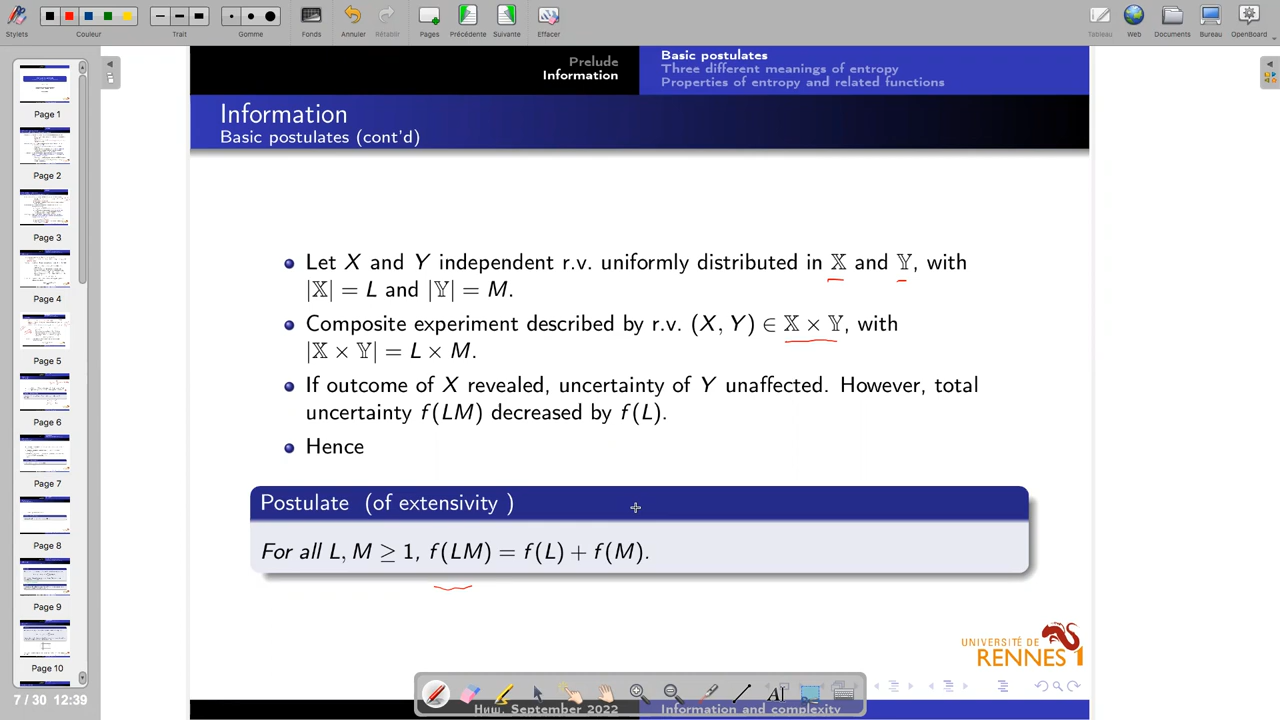 Stylets
Couleur
Trait
Gomme
Fonds
Annuler
Rétablir
Pages
Précédente
Suivante
Effacer
Tableau
Web
Documents
Bureau
OpenBoard
Prelude
Information
Basic postulates
Three different meanings of entropy
Properties of entropy and related functions
Information
Basic postulates (cont'd)
Page 1
Page 2
Page 3
Page 4
Page 5
Page 6
Page 7
Page 8
Page 9
Page 10
Let X and Y independent r.v. uniformly distributed in 𝕏 and 𝕐, with
|𝕏| = L and |𝕐| = M.
Composite experiment described by r.v. (X, Y) ∈ 𝕏 × 𝕐, with
|𝕏 × 𝕐| = L × M.
If outcome of X revealed, uncertainty of Y unaffected. However, total
uncertainty f(LM) decreased by f(L).
Hence
Postulate (of extensivity )
For all L, M ≥ 1, f(LM) = f(L) + f(M).
UNIVERSITÉ DE
RENNES 1
7 / 30 12:39
Ниш, September 2022
Information and complexity